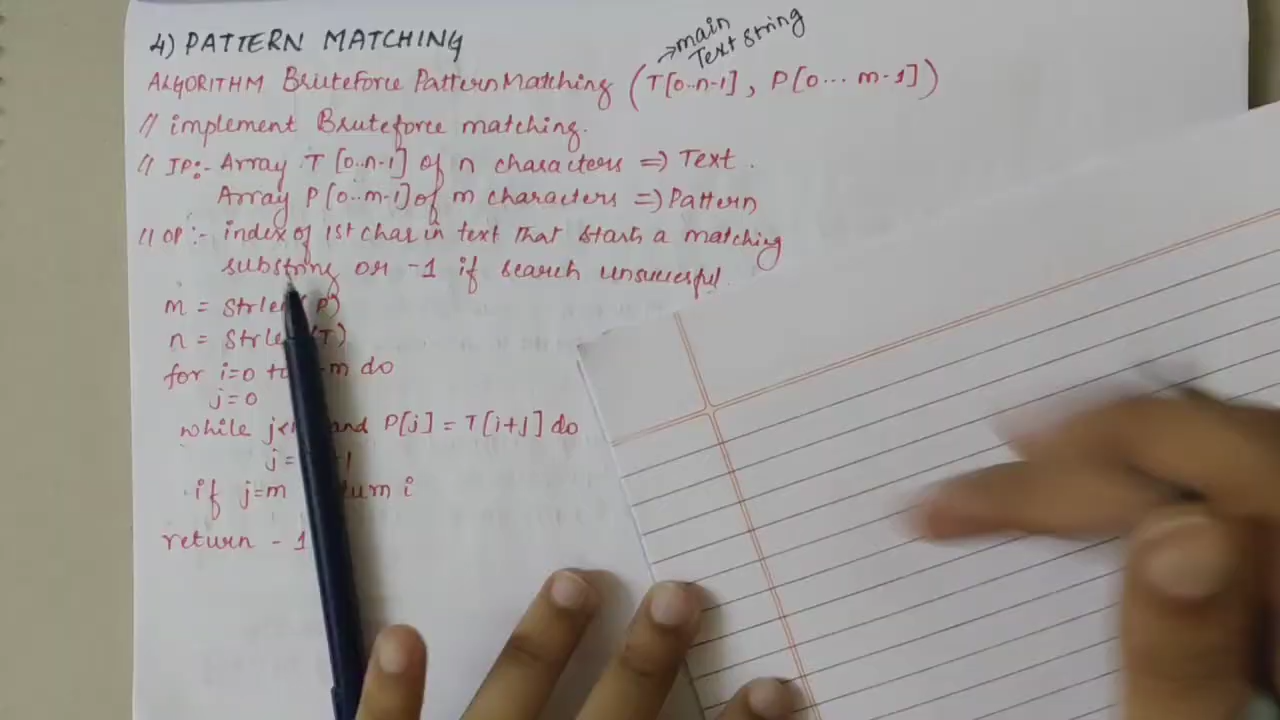 4) PATTERN MATCHING
→main
Text string
ALGORITHM Bruteforce PatternMatching (T[0..n-1], P[0... m-1])
// implement Bruteforce matching.
// IP:- Array T [0..n-1] of n characters => Text.
Array P [0..m-1] of m characters => Pattern
// OP:- index of 1st char in text that starts a matching
substring or -1 if search unsuccesful.
m = Strle P)
n = Strle (T)
for i=0 to -m do
j=0
while j< and P[j] = T[i+j] do
j=
if j=m i
return -1